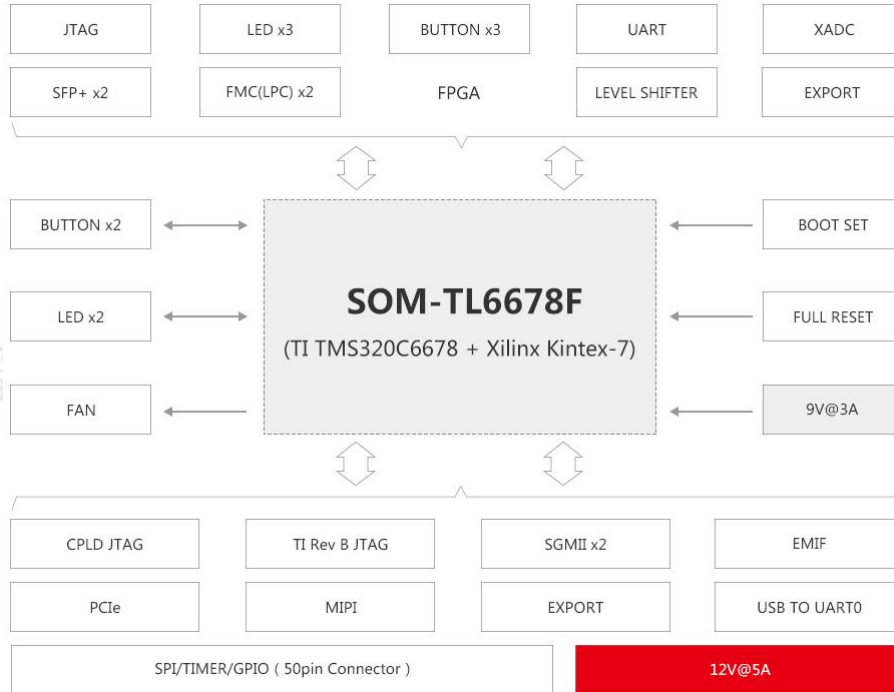 JTAG
LED x3
BUTTON x3
UART
XADC
SFP+ x2
FMC(LPC) x2
FPGA
LEVEL SHIFTER
EXPORT
BUTTON x2
BOOT SET
SOM-TL6678F
LED x2
FULL RESET
(TI TMS320C6678 + Xilinx Kintex-7)
FAN
9V@3A
CPLD JTAG
TI Rev B JTAG
SGMII x2
EMIF
PCIe
MIPI
EXPORT
USB TO UART0
SPI/TIMER/GPIO ( 50pin Connector )
12V@5A